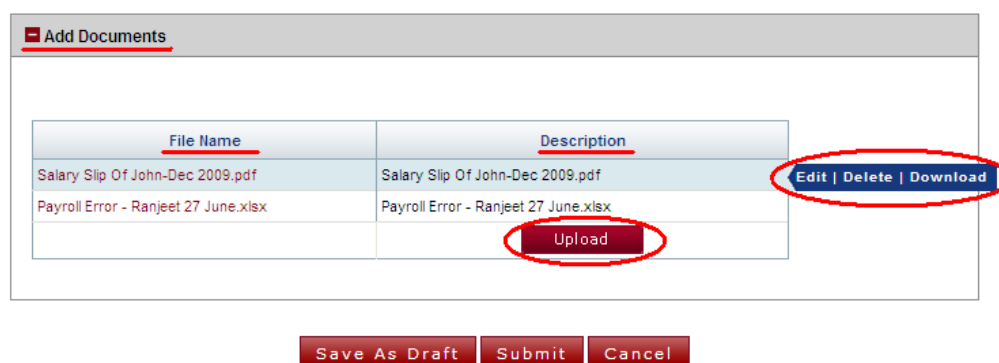 Add Documents
File Name Description
Salary Slip Of John-Dec 2009.pdf Salary Slip Of John-Dec 2009.pdf Edit | Delete | Download
Payroll Error - Ranjeet 27 June.xlsx Payroll Error - Ranjeet 27 June.xlsx
Upload
Save As Draft Submit Cancel